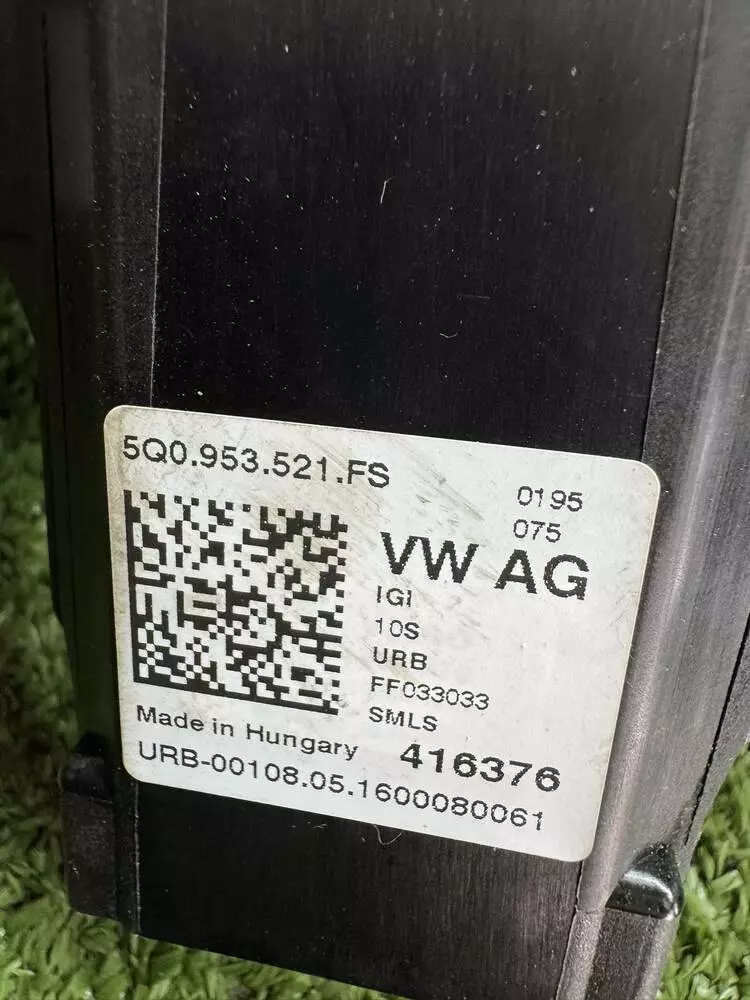 5Q0.953.521.FS
0195
075
VW AG
IGI
10S
URB
FF033033
SMLS
Made in Hungary
416376
URB-00108.05.1600080061